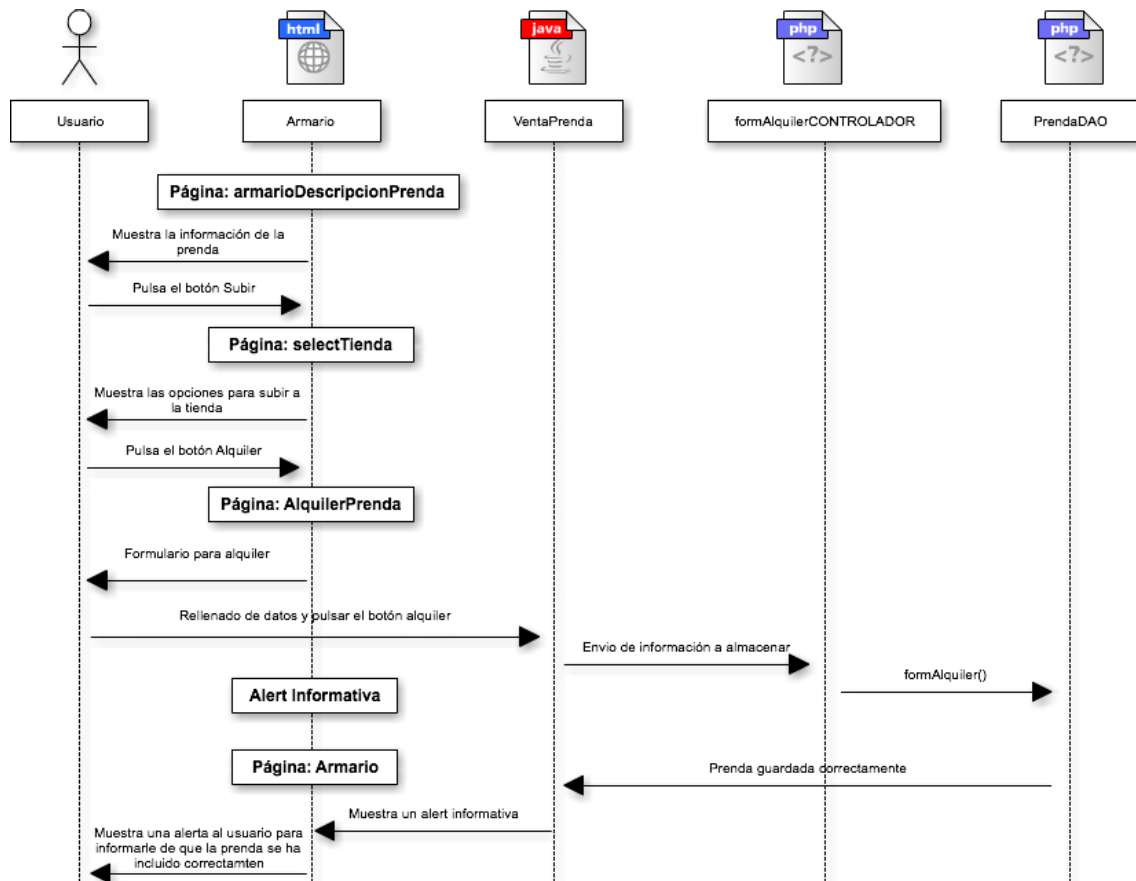 html
java
php
<?>
php
<?>
Usuario
Armario
VentaPrenda
formAlquilerCONTROLADOR
PrendaDAO
Página: armarioDescripcionPrenda
Muestra la información de la
prenda
Pulsa el botón Subir
Página: selectTienda
Muestra las opciones para subir a
la tienda
Pulsa el botón Alquiler
Página: AlquilerPrenda
Formulario para alquiler
Rellenado de datos y pulsar el botón alquiler
Envio de información a almacenar
formAlquiler()
Alert Informativa
Página: Armario
Prenda guardada correctamente
Muestra un alert informativa
Muestra una alerta al usuario para
informarle de que la prenda se ha
incluido correctamten